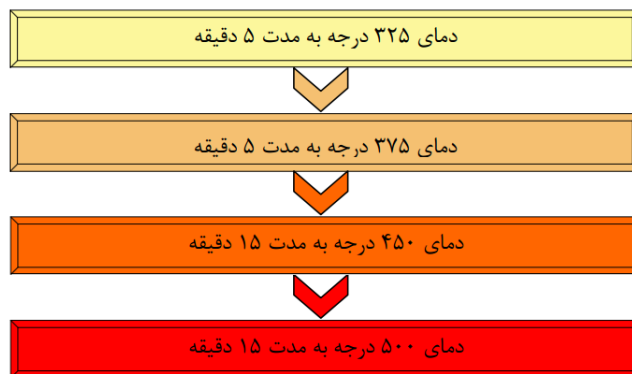 دمای ۳۲۵ درجه به مدت ۵ دقیقه
دمای ۳۷۵ درجه به مدت ۵ دقیقه
دمای ۴۵۰ درجه به مدت ۱۵ دقیقه
دمای ۵۰۰ درجه به مدت ۱۵ دقیقه